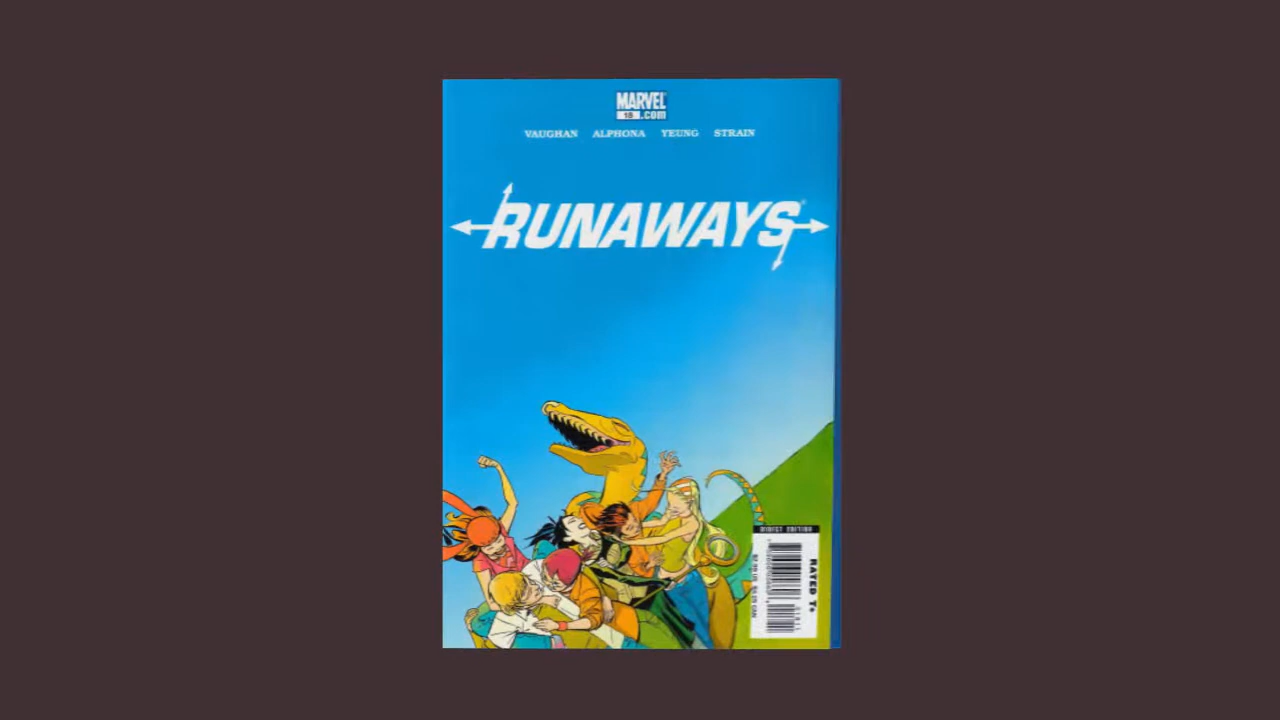 MARVEL
18 .com
VAUGHAN ALPHONA YEUNG STRAIN
RUNAWAYS
DIRECT EDITION
RATED T+